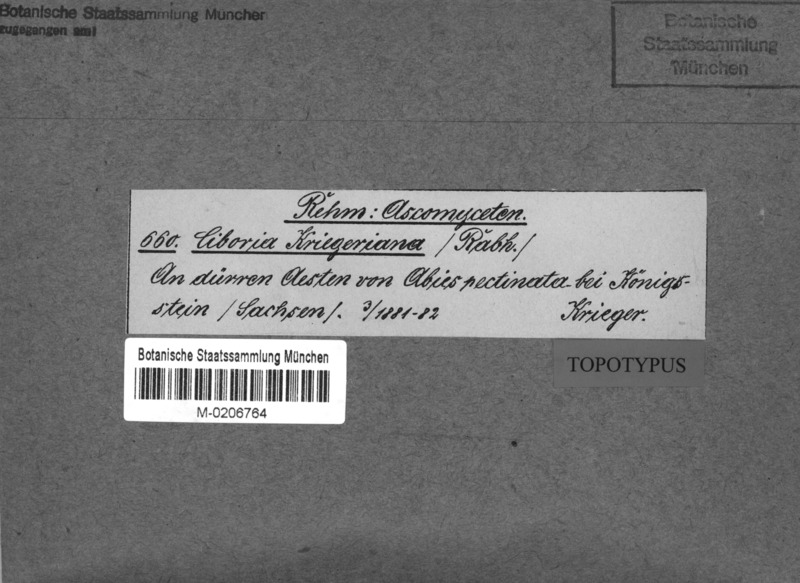 Botanische Staatssammlung München
zugegangen am:
Botanische
Staatssammlung
München
Rehm: Ascomyceten.
660. Ciboria Kriegeriana /Rabh./
An dürren Aesten von Abies pectinata bei Königs-
stein /Sachsen/. 3/1881-82 Krieger.
Botanische Staatssammlung München
M-0206764
TOPOTYPUS